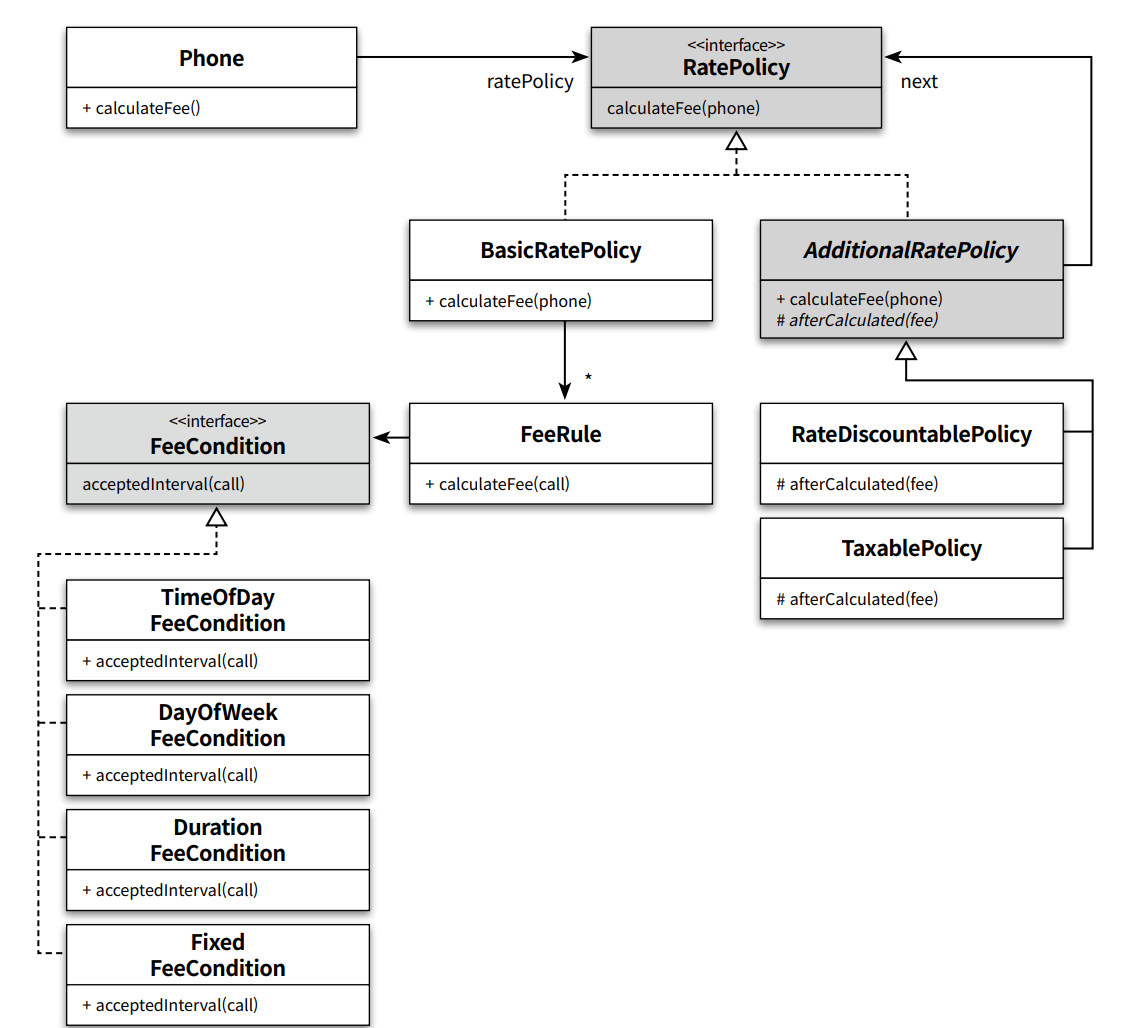 Phone
+ calculateFee()
ratePolicy
<<interface>>
RatePolicy
calculateFee(phone)
next
BasicRatePolicy
+ calculateFee(phone)
AdditionalRatePolicy
+ calculateFee(phone)
# afterCalculated(fee)
*
<<interface>>
FeeCondition
acceptedInterval(call)
FeeRule
+ calculateFee(call)
RateDiscountablePolicy
# afterCalculated(fee)
TaxablePolicy
# afterCalculated(fee)
TimeOfDay
FeeCondition
+ acceptedInterval(call)
DayOfWeek
FeeCondition
+ acceptedInterval(call)
Duration
FeeCondition
+ acceptedInterval(call)
Fixed
FeeCondition
+ acceptedInterval(call)